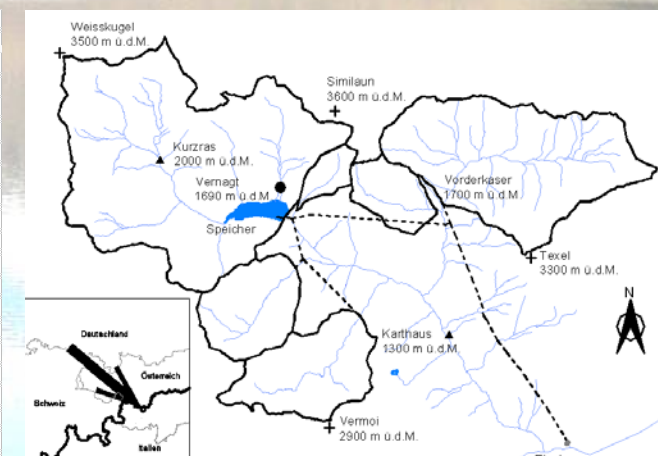 Weisskugel
3500 m ü.d.M.
Similaun
3600 m ü.d.M.
Kurzras
2000 m ü.d.M.
Vernagt
1690 m ü.d.M
Vorderkaser
1700 m ü.d.M
Speicher
Texel
3300 m ü.d.M.
N
Karthaus
1300 m ü.d.M
Vermoi
2900 m ü.d.M.
Deutschland
Österreich
Schweiz
Italien